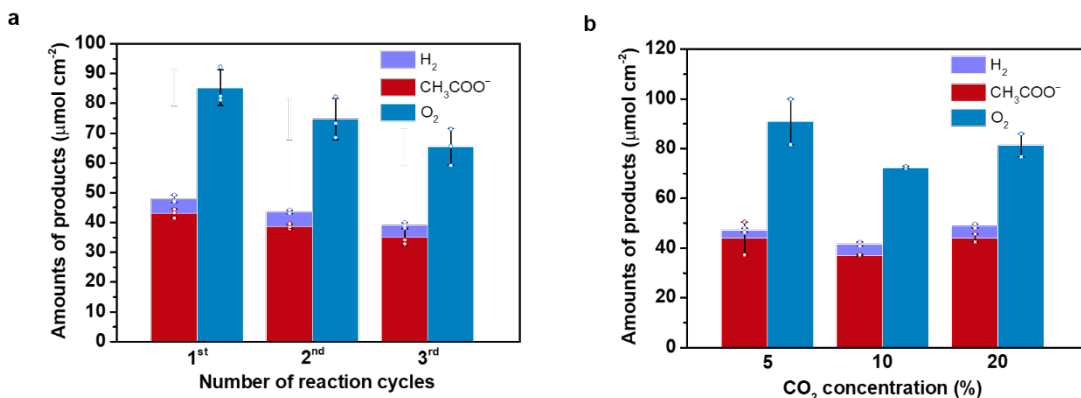 a
Amounts of products (μmol cm⁻²)
100
90
80
70
60
50
40
30
20
10
0
H₂
CH₃COO⁻
O₂
1ˢᵗ 2ⁿᵈ 3ʳᵈ
Number of reaction cycles
b
Amounts of products (μmol cm⁻²)
120
100
80
60
40
20
0
H₂
CH₃COO⁻
O₂
5 10 20
CO₂ concentration (%)